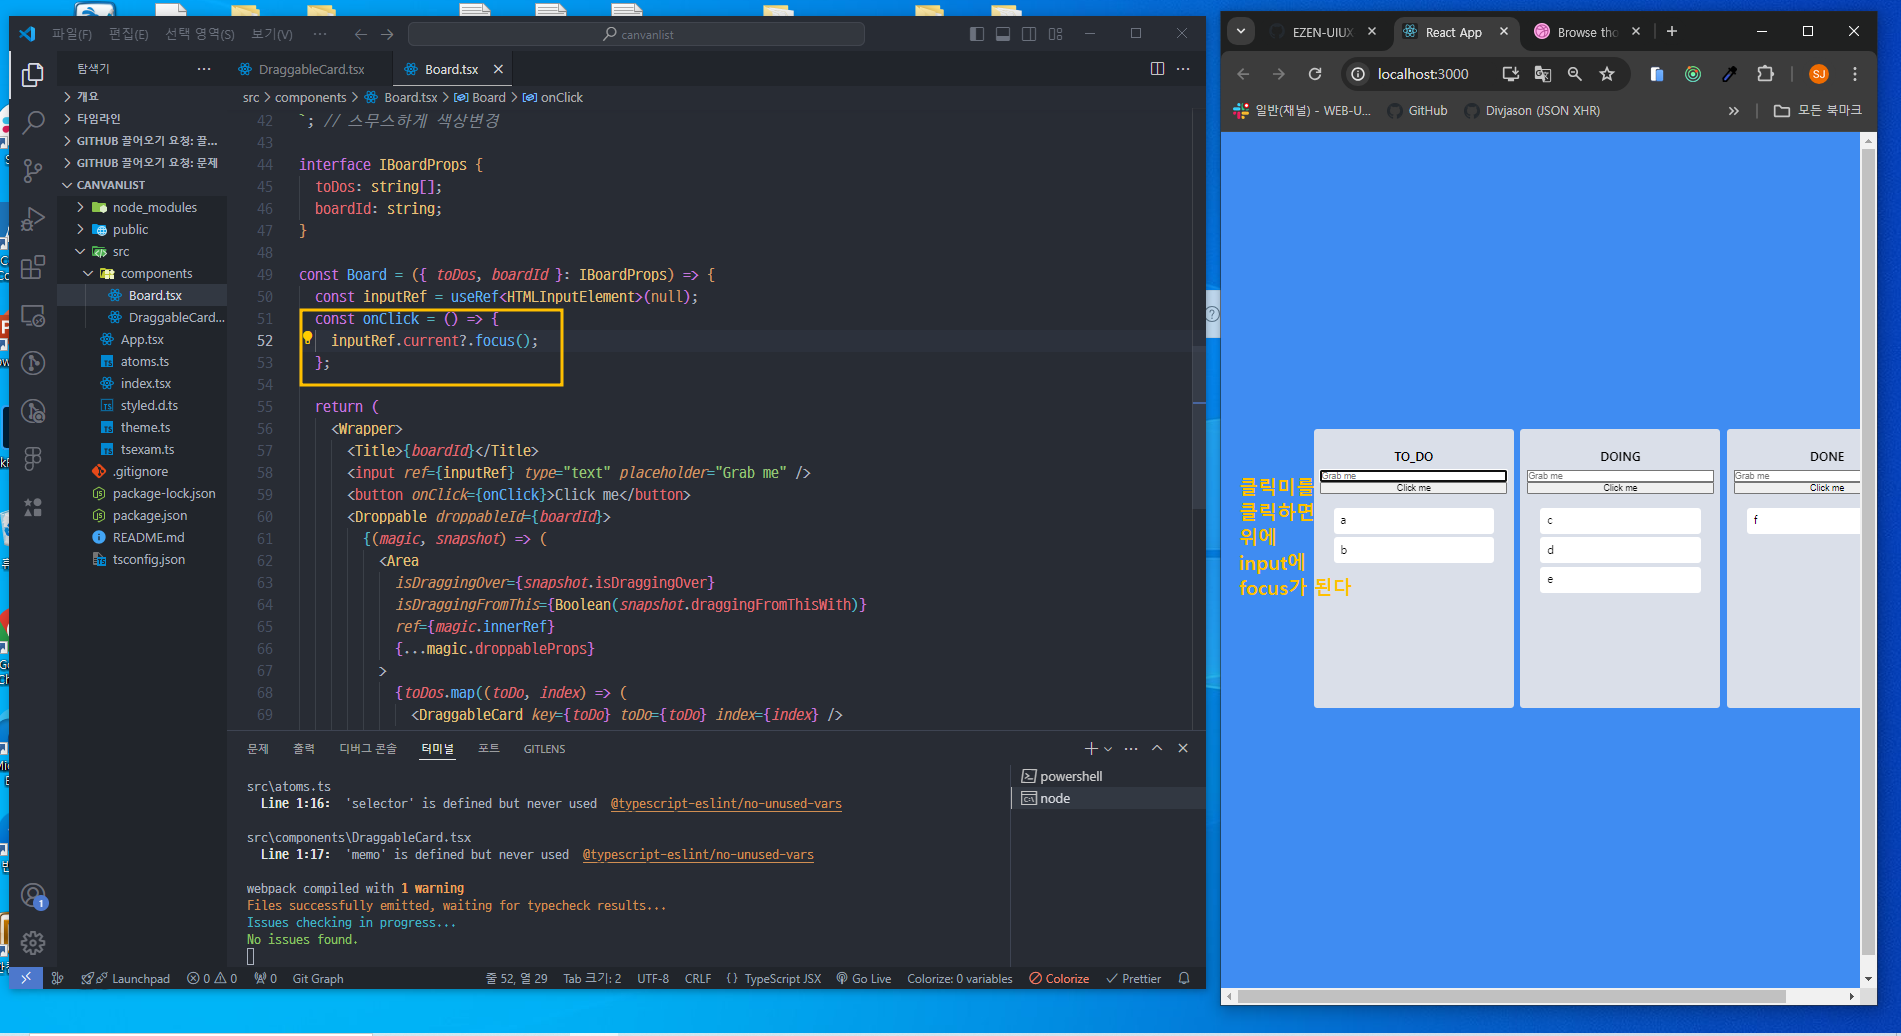 파일(F) 편집(E) 선택 영역(S) 보기(V) ··· canvanlist
탐색기 ···
개요
타임라인
GITHUB 끌어오기 요청: 끌...
GITHUB 끌어오기 요청: 문제
CANVANLIST
node_modules
public
src
components
Board.tsx
DraggableCard...
App.tsx
atoms.ts
index.tsx
styled.d.ts
theme.ts
tsexam.ts
.gitignore
package-lock.json
package.json
README.md
tsconfig.json
DraggableCard.tsx Board.tsx
src > components > Board.tsx > Board > onClick
42 `; // 스무스하게 색상변경
43
44 interface IBoardProps {
45 toDos: string[];
46 boardId: string;
47 }
48
49 const Board = ({ toDos, boardId }: IBoardProps) => {
50 const inputRef = useRef<HTMLInputElement>(null);
51 const onClick = () => {
52 inputRef.current?.focus();
53 };
54
55 return (
56 <Wrapper>
57 <Title>{boardId}</Title>
58 <input ref={inputRef} type="text" placeholder="Grab me" />
59 <button onClick={onClick}>Click me</button>
60 <Droppable droppableId={boardId}>
61 {(magic, snapshot) => (
62 <Area
63 isDraggingOver={snapshot.isDraggingOver}
64 isDraggingFromThis={Boolean(snapshot.draggingFromThisWith)}
65 ref={magic.innerRef}
66 {...magic.droppableProps}
67 >
68 {toDos.map((toDo, index) => (
69 <DraggableCard key={toDo} toDo={toDo} index={index} />
문제 출력 디버그 콘솔 터미널 포트 GITLENS
src\atoms.ts
Line 1:16: 'selector' is defined but never used @typescript-eslint/no-unused-vars
src\components\DraggableCard.tsx
Line 1:17: 'memo' is defined but never used @typescript-eslint/no-unused-vars
webpack compiled with 1 warning
Files successfully emitted, waiting for typecheck results...
Issues checking in progress...
No issues found.
powershell
node
Launchpad 0 0 0 Git Graph 줄 52, 열 29 Tab 크기: 2 UTF-8 CRLF {} TypeScript JSX Go Live Colorize: 0 variables Colorize Prettier
EZEN-UIUX React App Browse tho
localhost:3000 SJ
일반(채널) - WEB-U... GitHub Divjason (JSON XHR) » 모든 북마크
TO_DO
Grab me
Click me
a
b
DOING
Grab me
Click me
c
d
e
DONE
Grab me
Click me
f
클릭미를
클릭하면
위에
input에
focus가 된다